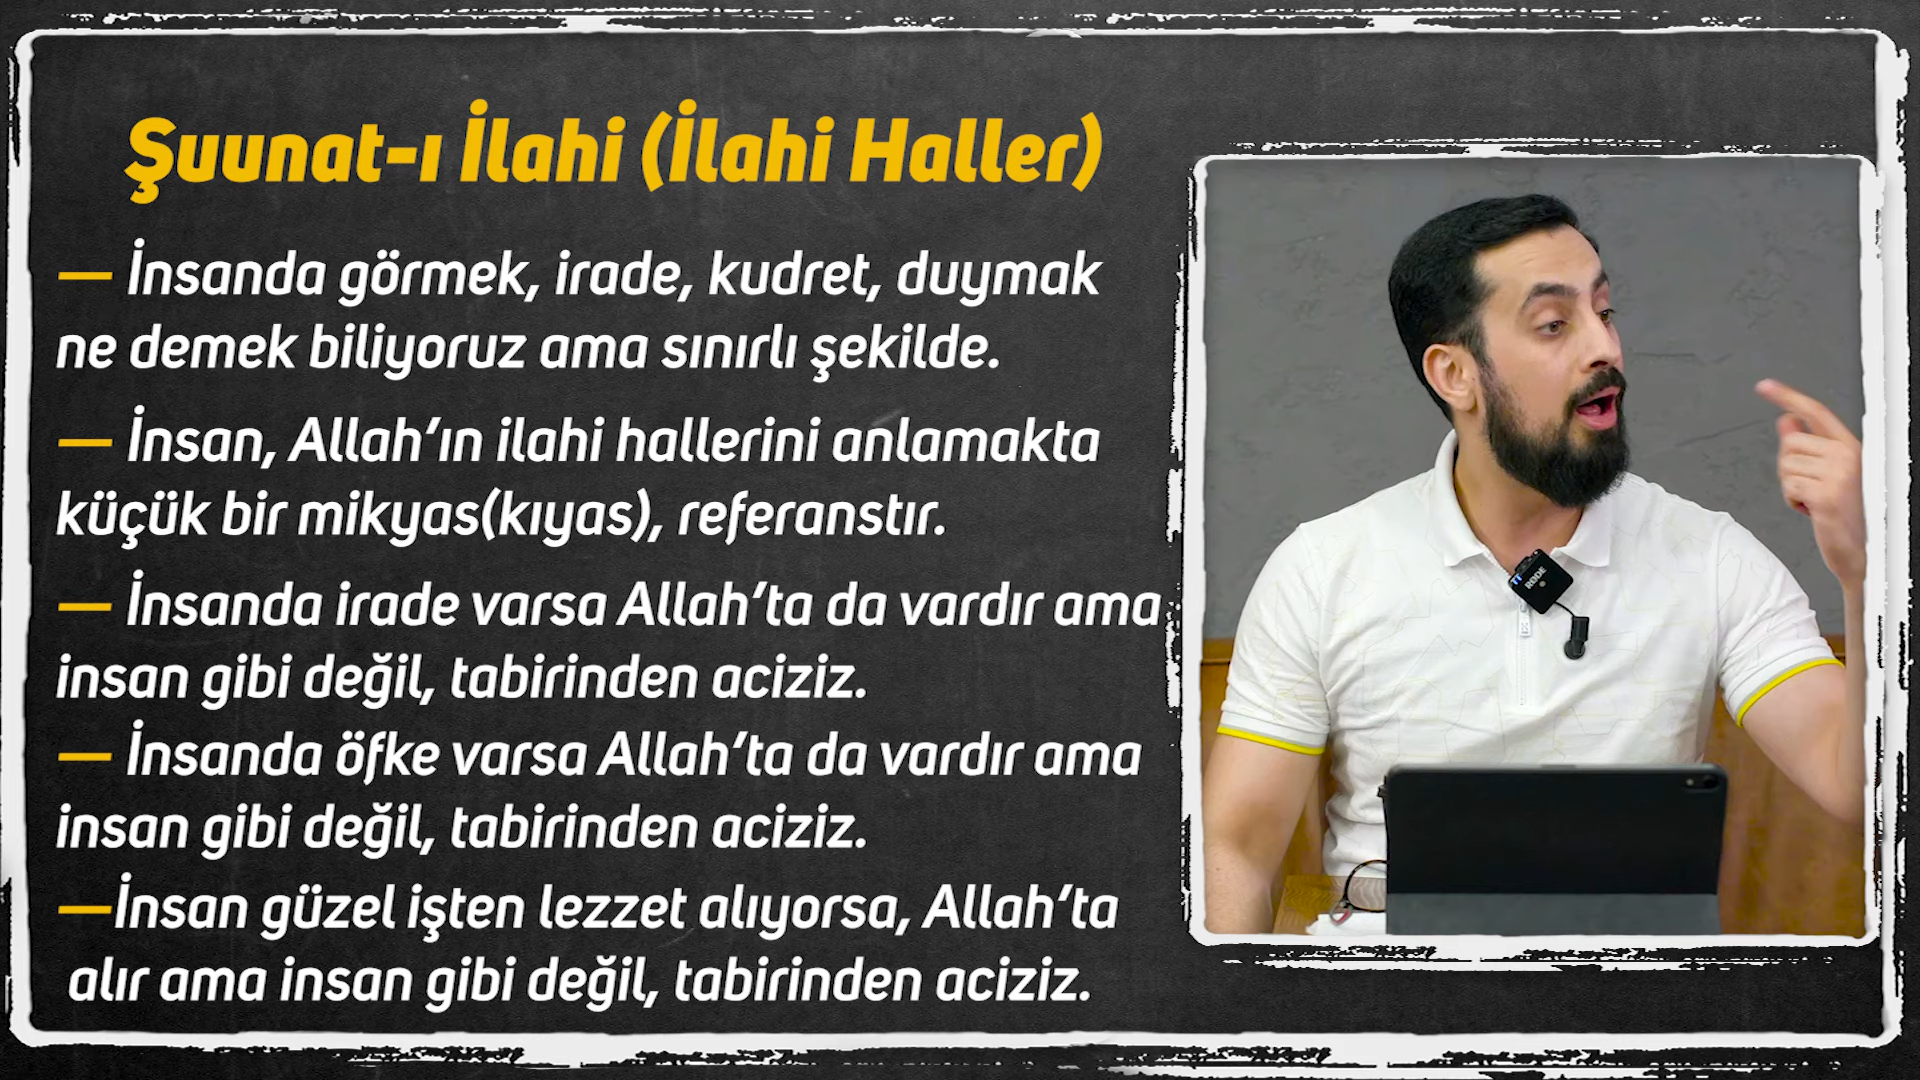 Şuunat-ı İlahi (İlahi Haller)
— İnsanda görmek, irade, kudret, duymak
ne demek biliyoruz ama sınırlı şekilde.
— İnsan, Allah’ın ilahi hallerini anlamakta
küçük bir mikyas(kıyas), referanstır.
— İnsanda irade varsa Allah’ta da vardır ama
insan gibi değil, tabirinden aciziz.
— İnsanda öfke varsa Allah’ta da vardır ama
insan gibi değil, tabirinden aciziz.
—İnsan güzel işten lezzet alıyorsa, Allah’ta
alır ama insan gibi değil, tabirinden aciziz.
RØDE